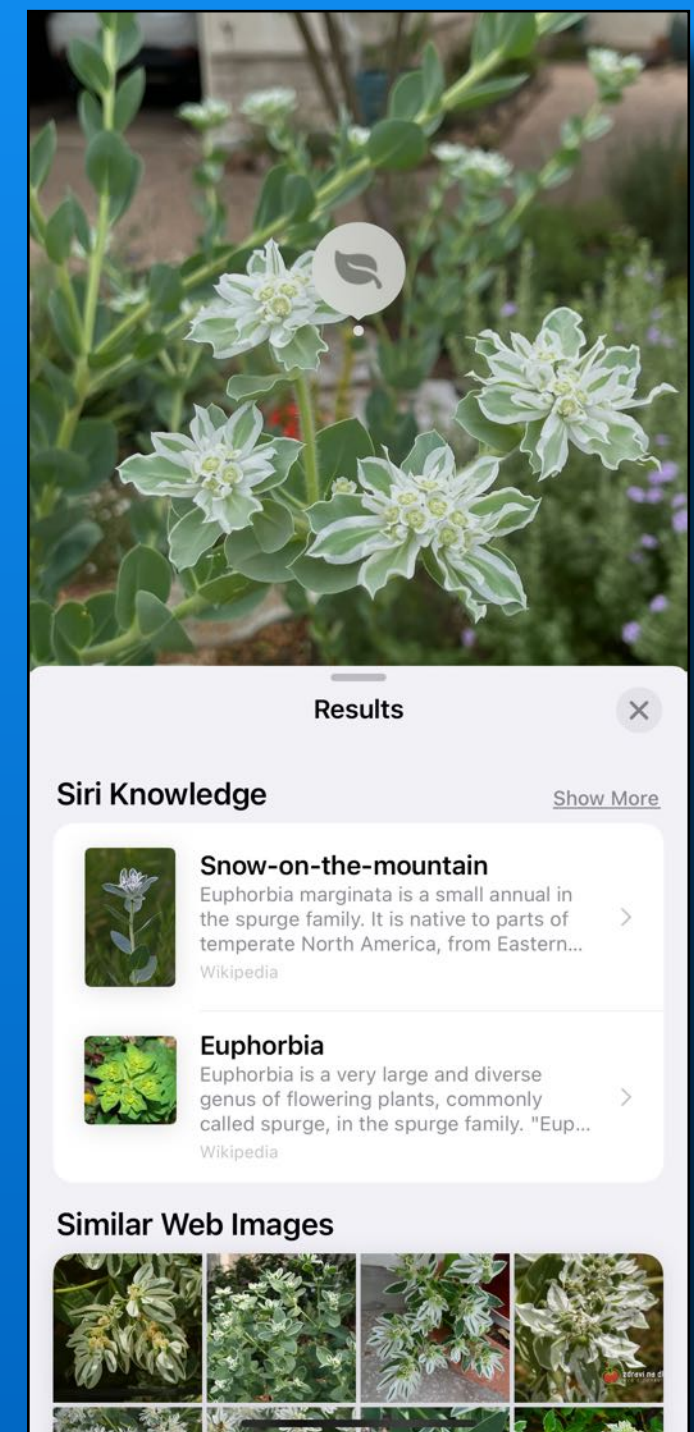 Results
Siri Knowledge
Show More
Snow-on-the-mountain
Euphorbia marginata is a small annual in
the spurge family. It is native to parts of
temperate North America, from Eastern...
Wikipedia
Euphorbia
Euphorbia is a very large and diverse
genus of flowering plants, commonly
called spurge, in the spurge family. "Eup...
Wikipedia
Similar Web Images